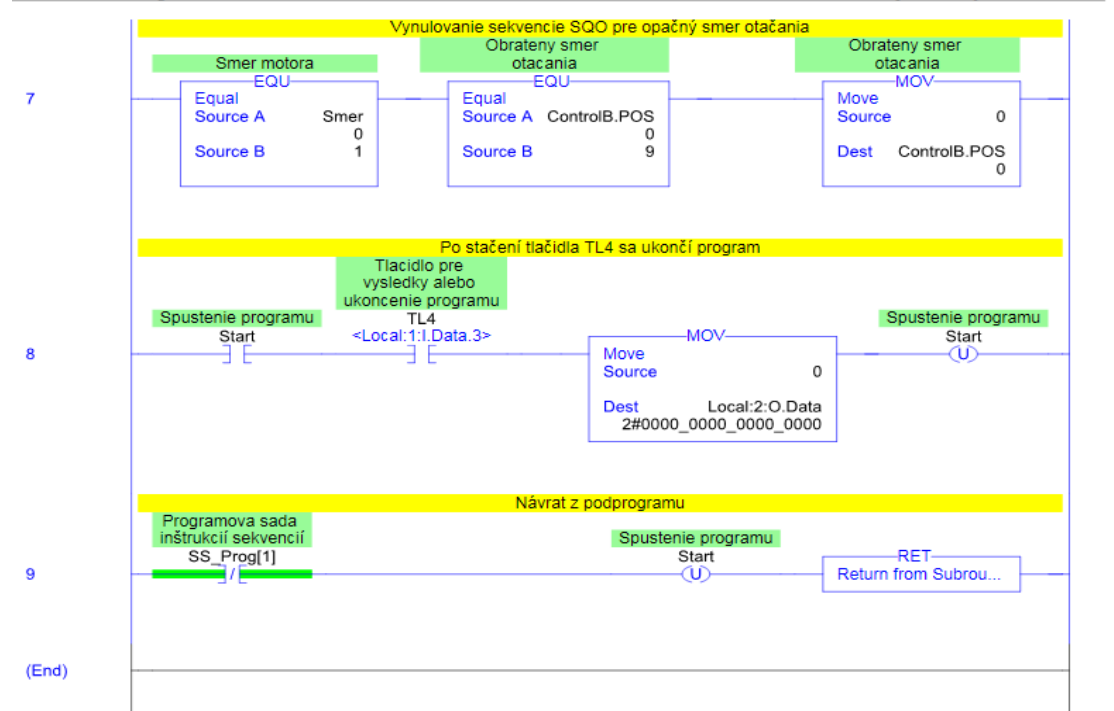 Vynulovanie sekvencie SQO pre opačný smer otačania
Smer motora
Obrateny smer
otacania
Obrateny smer
otacania
7
EQU
Equal
Source A Smer
0
Source B 1
EQU
Equal
Source A ControlB.POS
0
Source B 9
MOV
Move
Source 0
Dest ControlB.POS
0
Po stačení tlačidla TL4 sa ukončí program
Tlacidlo pre
vysledky alebo
ukoncenie programu
Spustenie programu
Start
TL4
<Local:1:I.Data.3>
Spustenie programu
Start
8
MOV
Move
Source 0
Dest Local:2:O.Data
2#0000_0000_0000_0000
U
Návrat z podprogramu
Programova sada
inštrukcií sekvencií
SS_Prog[1]
Spustenie programu
Start
9
/
U
RET
Return from Subrou...
(End)